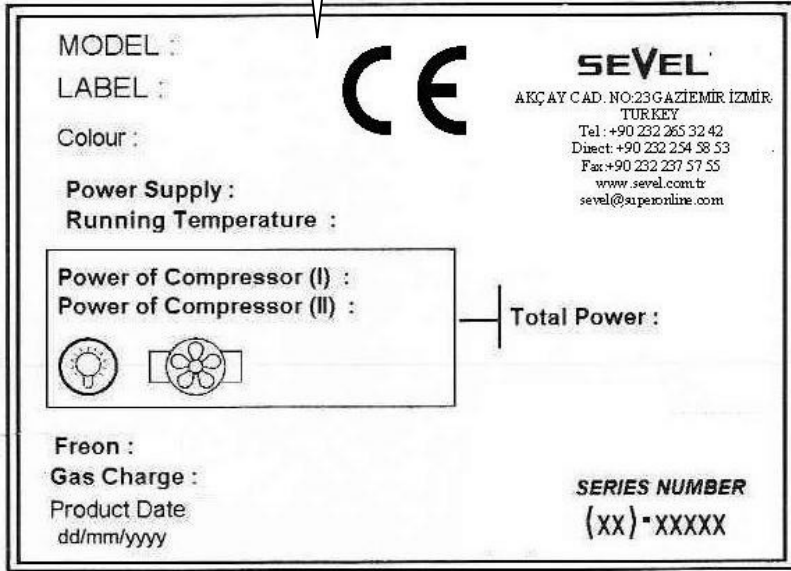 MODEL :
LABEL :
Colour :
CE
SEVEL
AKÇAY CAD. NO:23 GAZİEMİR İZMİR-
TURKEY
Tel : +90 232 265 32 42
Direct: +90 232 254 58 53
Fax:+90 232 237 57 55
www.sevel.com.tr
sevel@superonline.com
Power Supply :
Running Temperature :
Power of Compressor (I) :
Power of Compressor (II) :
Total Power :
Freon :
Gas Charge :
Product Date
dd/mm/yyyy
SERIES NUMBER
(xx)-xxxxx